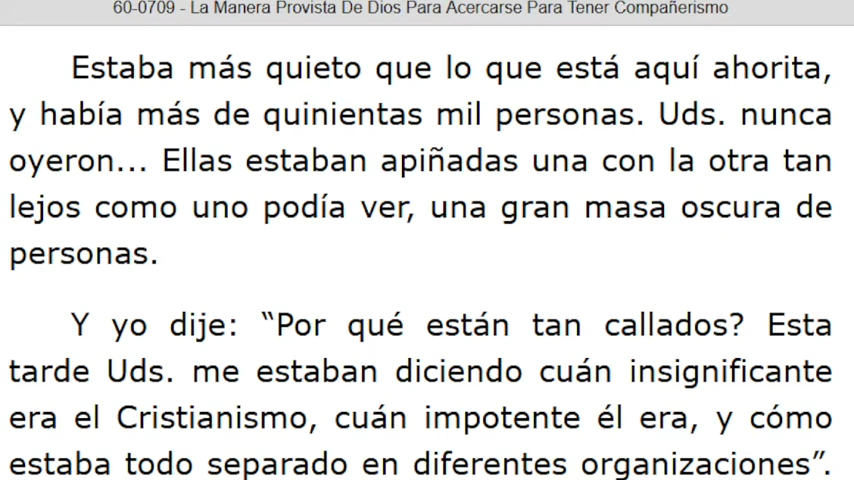 60-0709 - La Manera Provista De Dios Para Acercarse Para Tener Compañerismo
Estaba más quieto que lo que está aquí ahorita,
y había más de quinientas mil personas. Uds. nunca
oyeron... Ellas estaban apiñadas una con la otra tan
lejos como uno podía ver, una gran masa oscura de
personas.
Y yo dije: “Por qué están tan callados? Esta
tarde Uds. me estaban diciendo cuán insignificante
era el Cristianismo, cuán impotente él era, y cómo
estaba todo separado en diferentes organizaciones”.